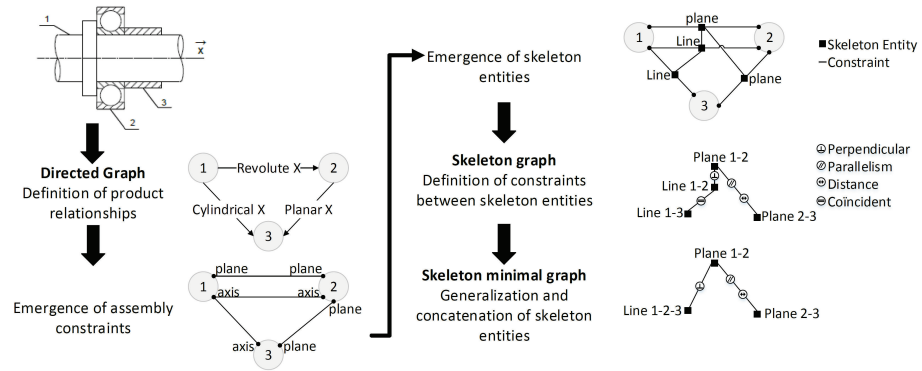 1
x
3
2
Directed Graph
Definition of product
relationships
1
Revolute X
2
Cylindrical X
Planar X
3
Emergence of assembly
constraints
plane
plane
1
axis
axis
2
plane
axis
3
plane
Emergence of skeleton
entities
Skeleton graph
Definition of constraints
between skeleton entities
Skeleton minimal graph
Generalization and
concatenation of skeleton
entities
plane
1
Line
2
Line
plane
3
Skeleton Entity
Constraint
Plane 1-2
Line 1-2
Line 1-3
Plane 2-3
Perpendicular
Parallelism
Distance
Coïncident
Plane 1-2
Line 1-2-3
Plane 2-3